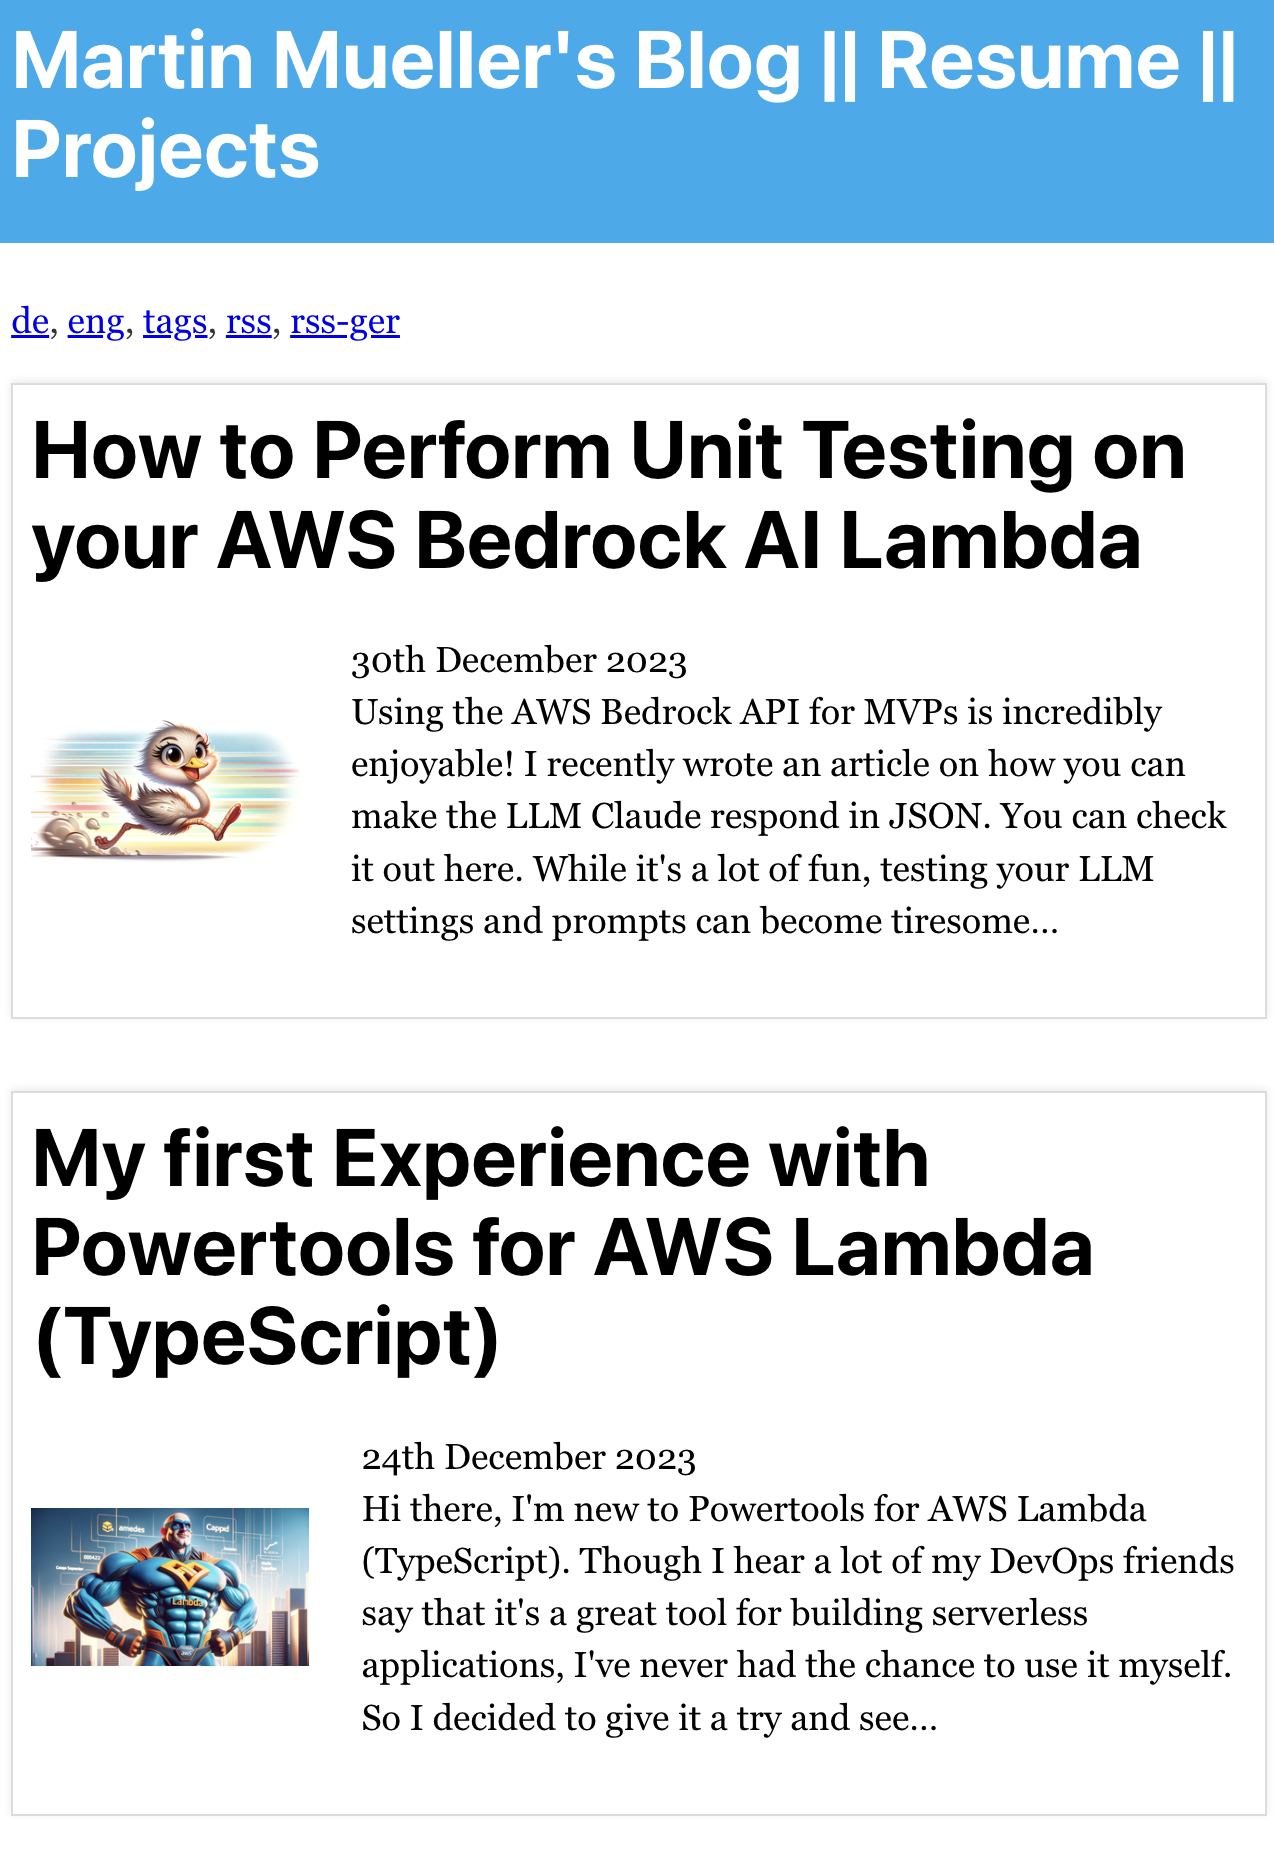 Martin Mueller's Blog || Resume ||
Projects
de, eng, tags, rss, rss-ger
How to Perform Unit Testing on
your AWS Bedrock AI Lambda
30th December 2023
Using the AWS Bedrock API for MVPs is incredibly
enjoyable! I recently wrote an article on how you can
make the LLM Claude respond in JSON. You can check
it out here. While it's a lot of fun, testing your LLM
settings and prompts can become tiresome...
My first Experience with
Powertools for AWS Lambda
(TypeScript)
24th December 2023
Hi there, I'm new to Powertools for AWS Lambda
(TypeScript). Though I hear a lot of my DevOps friends
say that it's a great tool for building serverless
applications, I've never had the chance to use it myself.
So I decided to give it a try and see...
amedes
Lambda
aws